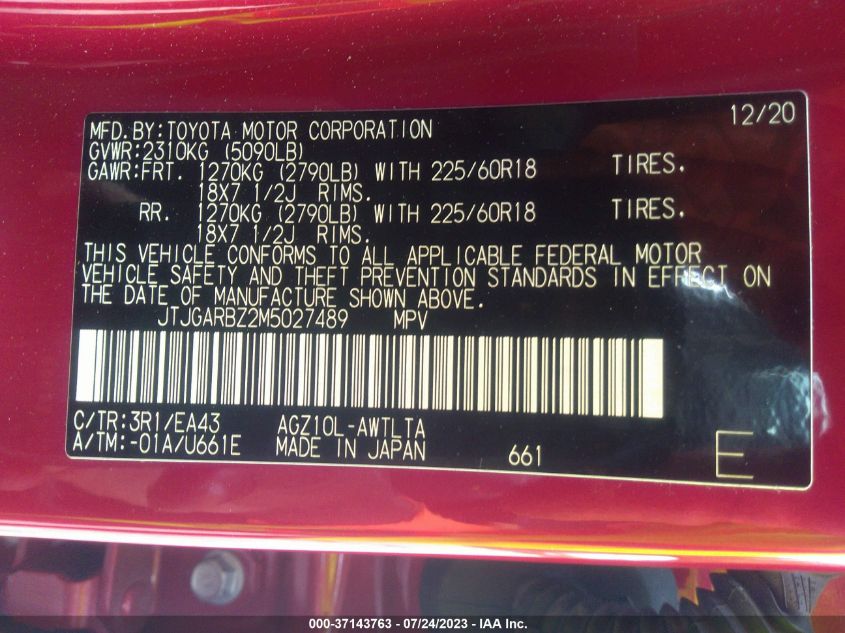 12/20
MFD.BY:TOYOTA MOTOR CORPORATION
GVWR:2310KG (5090LB)
GAWR:FRT. 1270KG (2790LB) WITH 225/60R18 TIRES.
18X7 1/2J RIMS.
RR. 1270KG (2790LB) WITH 225/60R18 TIRES.
18X7 1/2J RIMS.
THIS VEHICLE CONFORMS TO ALL APPLICABLE FEDERAL MOTOR
VEHICLE SAFETY AND THEFT PREVENTION STANDARDS IN EFFECT ON
THE DATE OF MANUFACTURE SHOWN ABOVE.
JTJGARBZ2M5027489 MPV
C/TR:3R1/EA43 AGZ10L-AWTLTA
A/TM:-01A/U661E MADE IN JAPAN 661 E
000-37143763 - 07/24/2023 - IAA Inc.